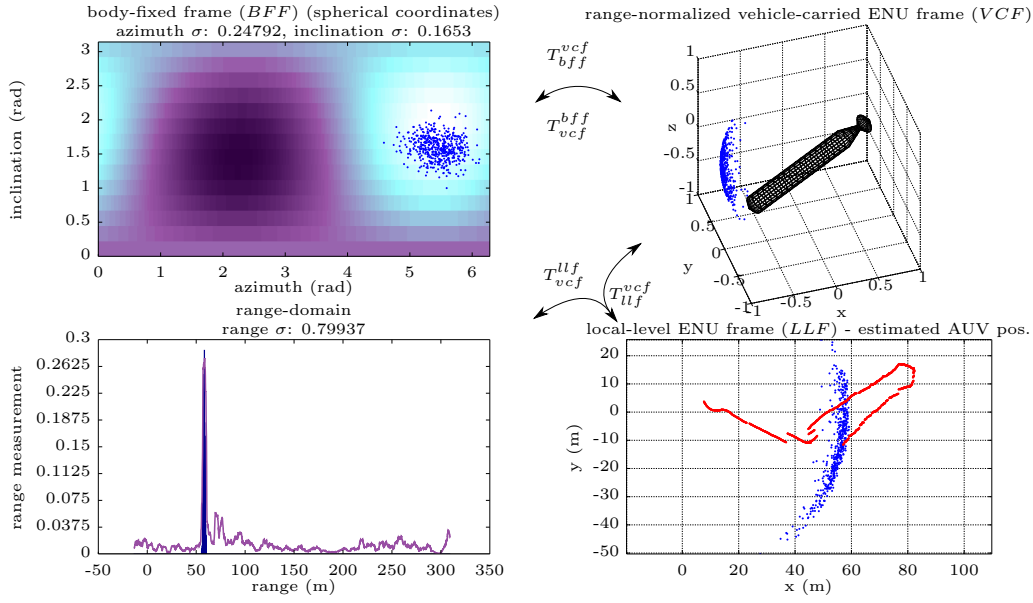 body-fixed frame (BFF) (spherical coordinates)
azimuth σ: 0.24792, inclination σ: 0.1653
3
2.5
2
1.5
1
0.5
0
inclination (rad)
0 1 2 3 4 5 6
azimuth (rad)
T_{bff}^{vcf}
T_{vcf}^{bff}
range-normalized vehicle-carried ENU frame (VCF)
1
0.5
0
-0.5
-1
z
0.5
0
-0.5
-1
y
-1 -0.5 0 0.5 1
x
T_{vcf}^{llf}
T_{llf}^{vcf}
range-domain
range σ: 0.79937
0.3
0.2625
0.225
0.1875
0.15
0.1125
0.075
0.0375
0
range measurement
-50 0 50 100 150 200 250 300 350
range (m)
local-level ENU frame (LLF) - estimated AUV pos.
20
10
0
-10
-20
-30
-40
-50
y (m)
0 20 40 60 80 100
x (m)